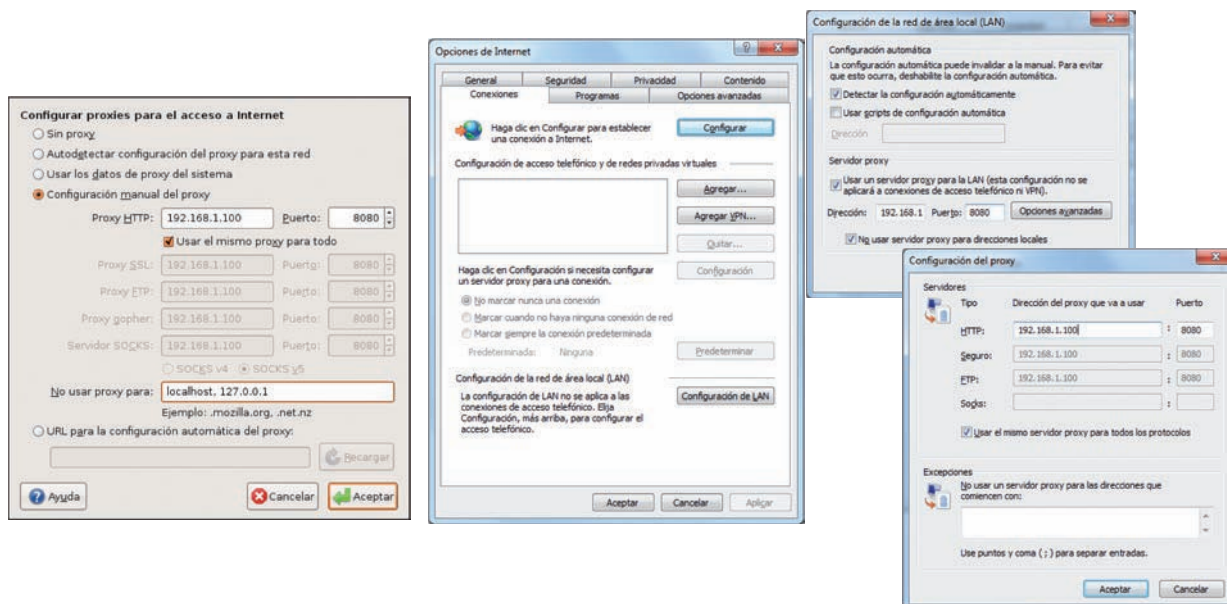 Configurar proxies para el acceso a Internet
Sin proxy
Autodetectar configuración del proxy para esta red
Usar los datos de proxy del sistema
Configuración manual del proxy
Proxy HTTP: 192.168.1.100 Puerto: 8080
Usar el mismo proxy para todo
Proxy SSL: 192.168.1.100 Puerto: 8080
Proxy FTP: 192.168.1.100 Puerto: 8080
Proxy gopher: 192.168.1.100 Puerto: 8080
Servidor SOCKS: 192.168.1.100 Puerto: 8080
SOCKS v4 SOCKS v5
No usar proxy para: localhost, 127.0.0.1
Ejemplo: .mozilla.org, .net.nz
URL para la configuración automática del proxy:
Recargar
Ayuda Cancelar Aceptar
Opciones de Internet
General Seguridad Privacidad Contenido
Conexiones Programas Opciones avanzadas
Haga clic en Configurar para establecer
una conexión a Internet.
Configurar
Configuración de acceso telefónico y de redes privadas virtuales
Agregar...
Agregar VPN...
Quitar...
Haga clic en Configuración si necesita configurar
un servidor proxy para una conexión.
Configuración
No marcar nunca una conexión
Marcar cuando no haya ninguna conexión de red
Marcar siempre la conexión predeterminada
Predeterminada: Ninguna Predeterminar
Configuración de la red de área local (LAN)
La configuración de LAN no se aplica a las
conexiones de acceso telefónico. Elija
Configuración, más arriba, para configurar el
acceso telefónico.
Configuración de LAN
Aceptar Cancelar Aplicar
Configuración de la red de área local (LAN)
Configuración automática
La configuración automática puede invalidar a la manual. Para evitar
que esto ocurra, deshabilite la configuración automática.
Detectar la configuración automáticamente
Usar scripts de configuración automática
Dirección
Servidor proxy
Usar un servidor proxy para la LAN (esta configuración no se
aplicará a conexiones de acceso telefónico ni VPN).
Dirección: 192.168.1 Puerto: 8080 Opciones avanzadas
No usar servidor proxy para direcciones locales
Configuración del proxy
Servidores
Tipo Dirección del proxy que va a usar Puerto
HTTP: 192.168.1.100 : 8080
Seguro: 192.168.1.100 : 8080
FTP: 192.168.1.100 : 8080
Socks: :
Usar el mismo servidor proxy para todos los protocolos
Excepciones
No usar un servidor proxy para las direcciones que
comiencen con:
Use puntos y coma ( ; ) para separar entradas.
Aceptar Cancelar